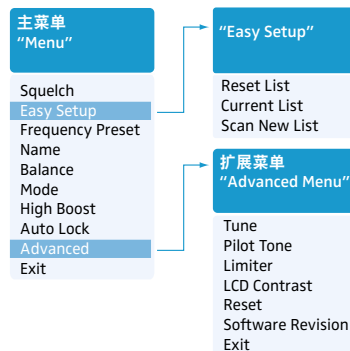 主菜单
“Menu”
Squelch
Easy Setup
Frequency Preset
Name
Balance
Mode
High Boost
Auto Lock
Advanced
Exit
“Easy Setup”
Reset List
Current List
Scan New List
扩展菜单
“Advanced Menu”
Tune
Pilot Tone
Limiter
LCD Contrast
Reset
Software Revision
Exit